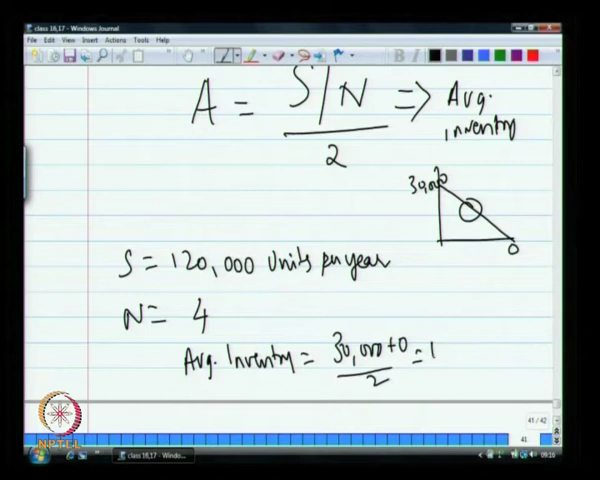 class 16,17 - Windows Journal
File Edit View Insert Actions Tools Help
B I
A = S/N / 2 => Avg. Inventory
30,000
0
S = 120,000 Units per year
N = 4
Avg. Inventory = 30,000 + 0 / 2 = 1
41 / 42
41
NPTEL
class 16,17 - Windo...
09:16